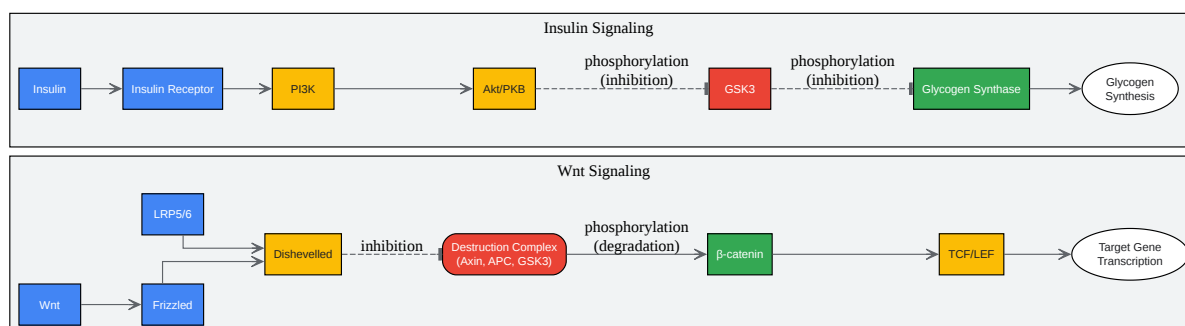 Insulin Signaling
Insulin
Insulin Receptor
PI3K
Akt/PKB
phosphorylation
(inhibition)
GSK3
phosphorylation
(inhibition)
Glycogen Synthase
Glycogen
Synthesis
Wnt Signaling
LRP5/6
Wnt
Frizzled
Dishevelled
inhibition
Destruction Complex
(Axin, APC, GSK3)
phosphorylation
(degradation)
β-catenin
TCF/LEF
Target Gene
Transcription